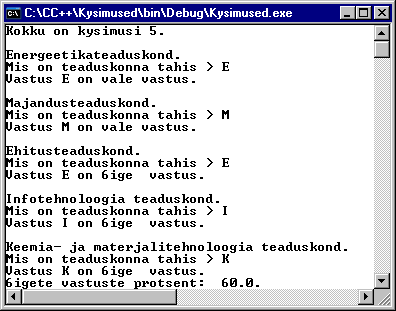 C:\CC++\Kysimused\bin\Debug\Kysimused.exe
Kokku on kysimusi 5.
Energeetikateaduskond.
Mis on teaduskonna tahis > E
Vastus E on vale vastus.
Majandusteaduskond.
Mis on teaduskonna tahis > M
Vastus M on vale vastus.
Ehitusteaduskond.
Mis on teaduskonna tahis > E
Vastus E on 6ige  vastus.
Infotehnoloogia teaduskond.
Mis on teaduskonna tahis > I
Vastus I on 6ige  vastus.
Keemia- ja materjalitehnoloogia teaduskond.
Mis on teaduskonna tahis > K
Vastus K on 6ige  vastus.
6igete vastuste protsent:  60.0.